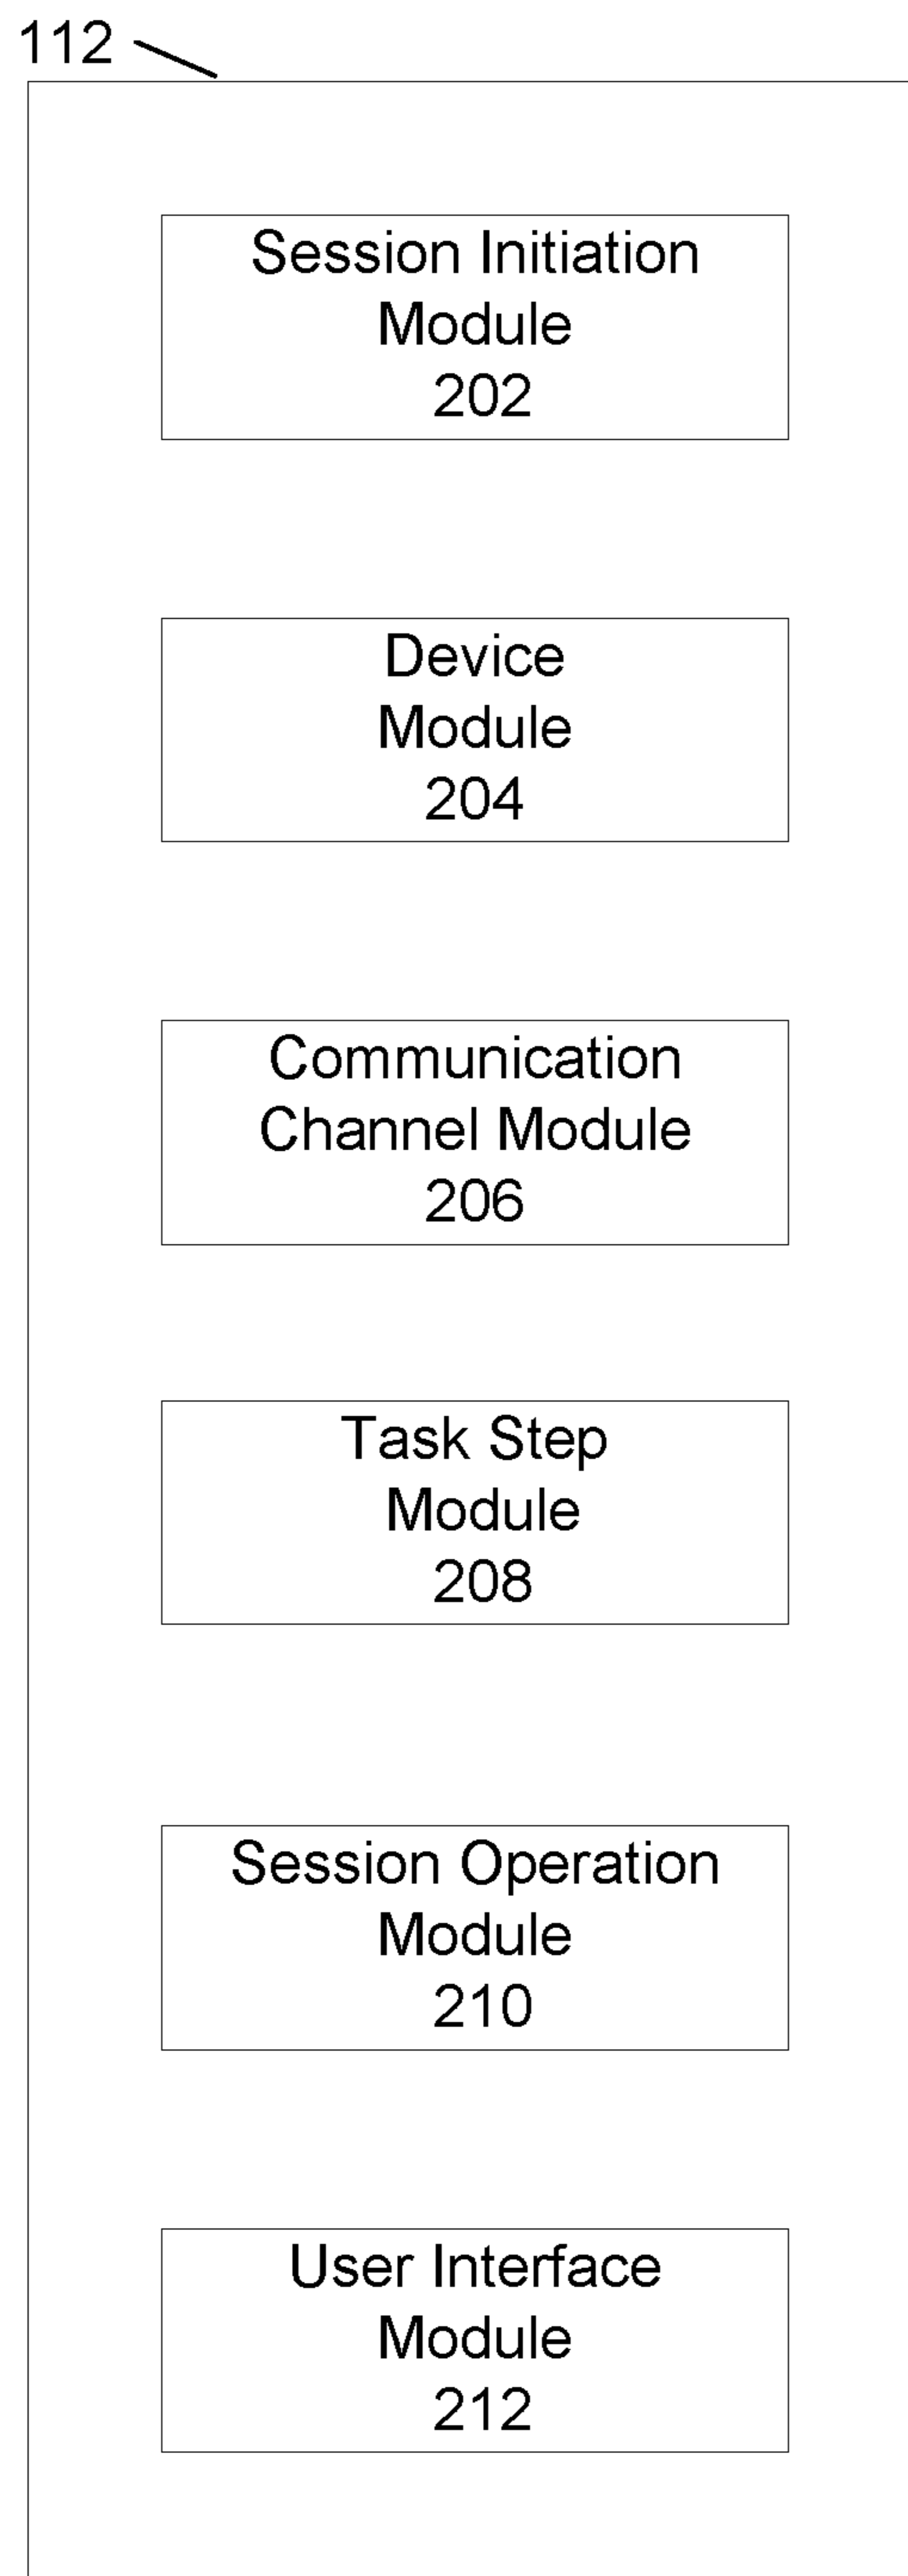 112
Session Initiation
Module
202
Device
Module
204
Communication
Channel Module
206
Task Step
Module
208
Session Operation
Module
210
User Interface
Module
212